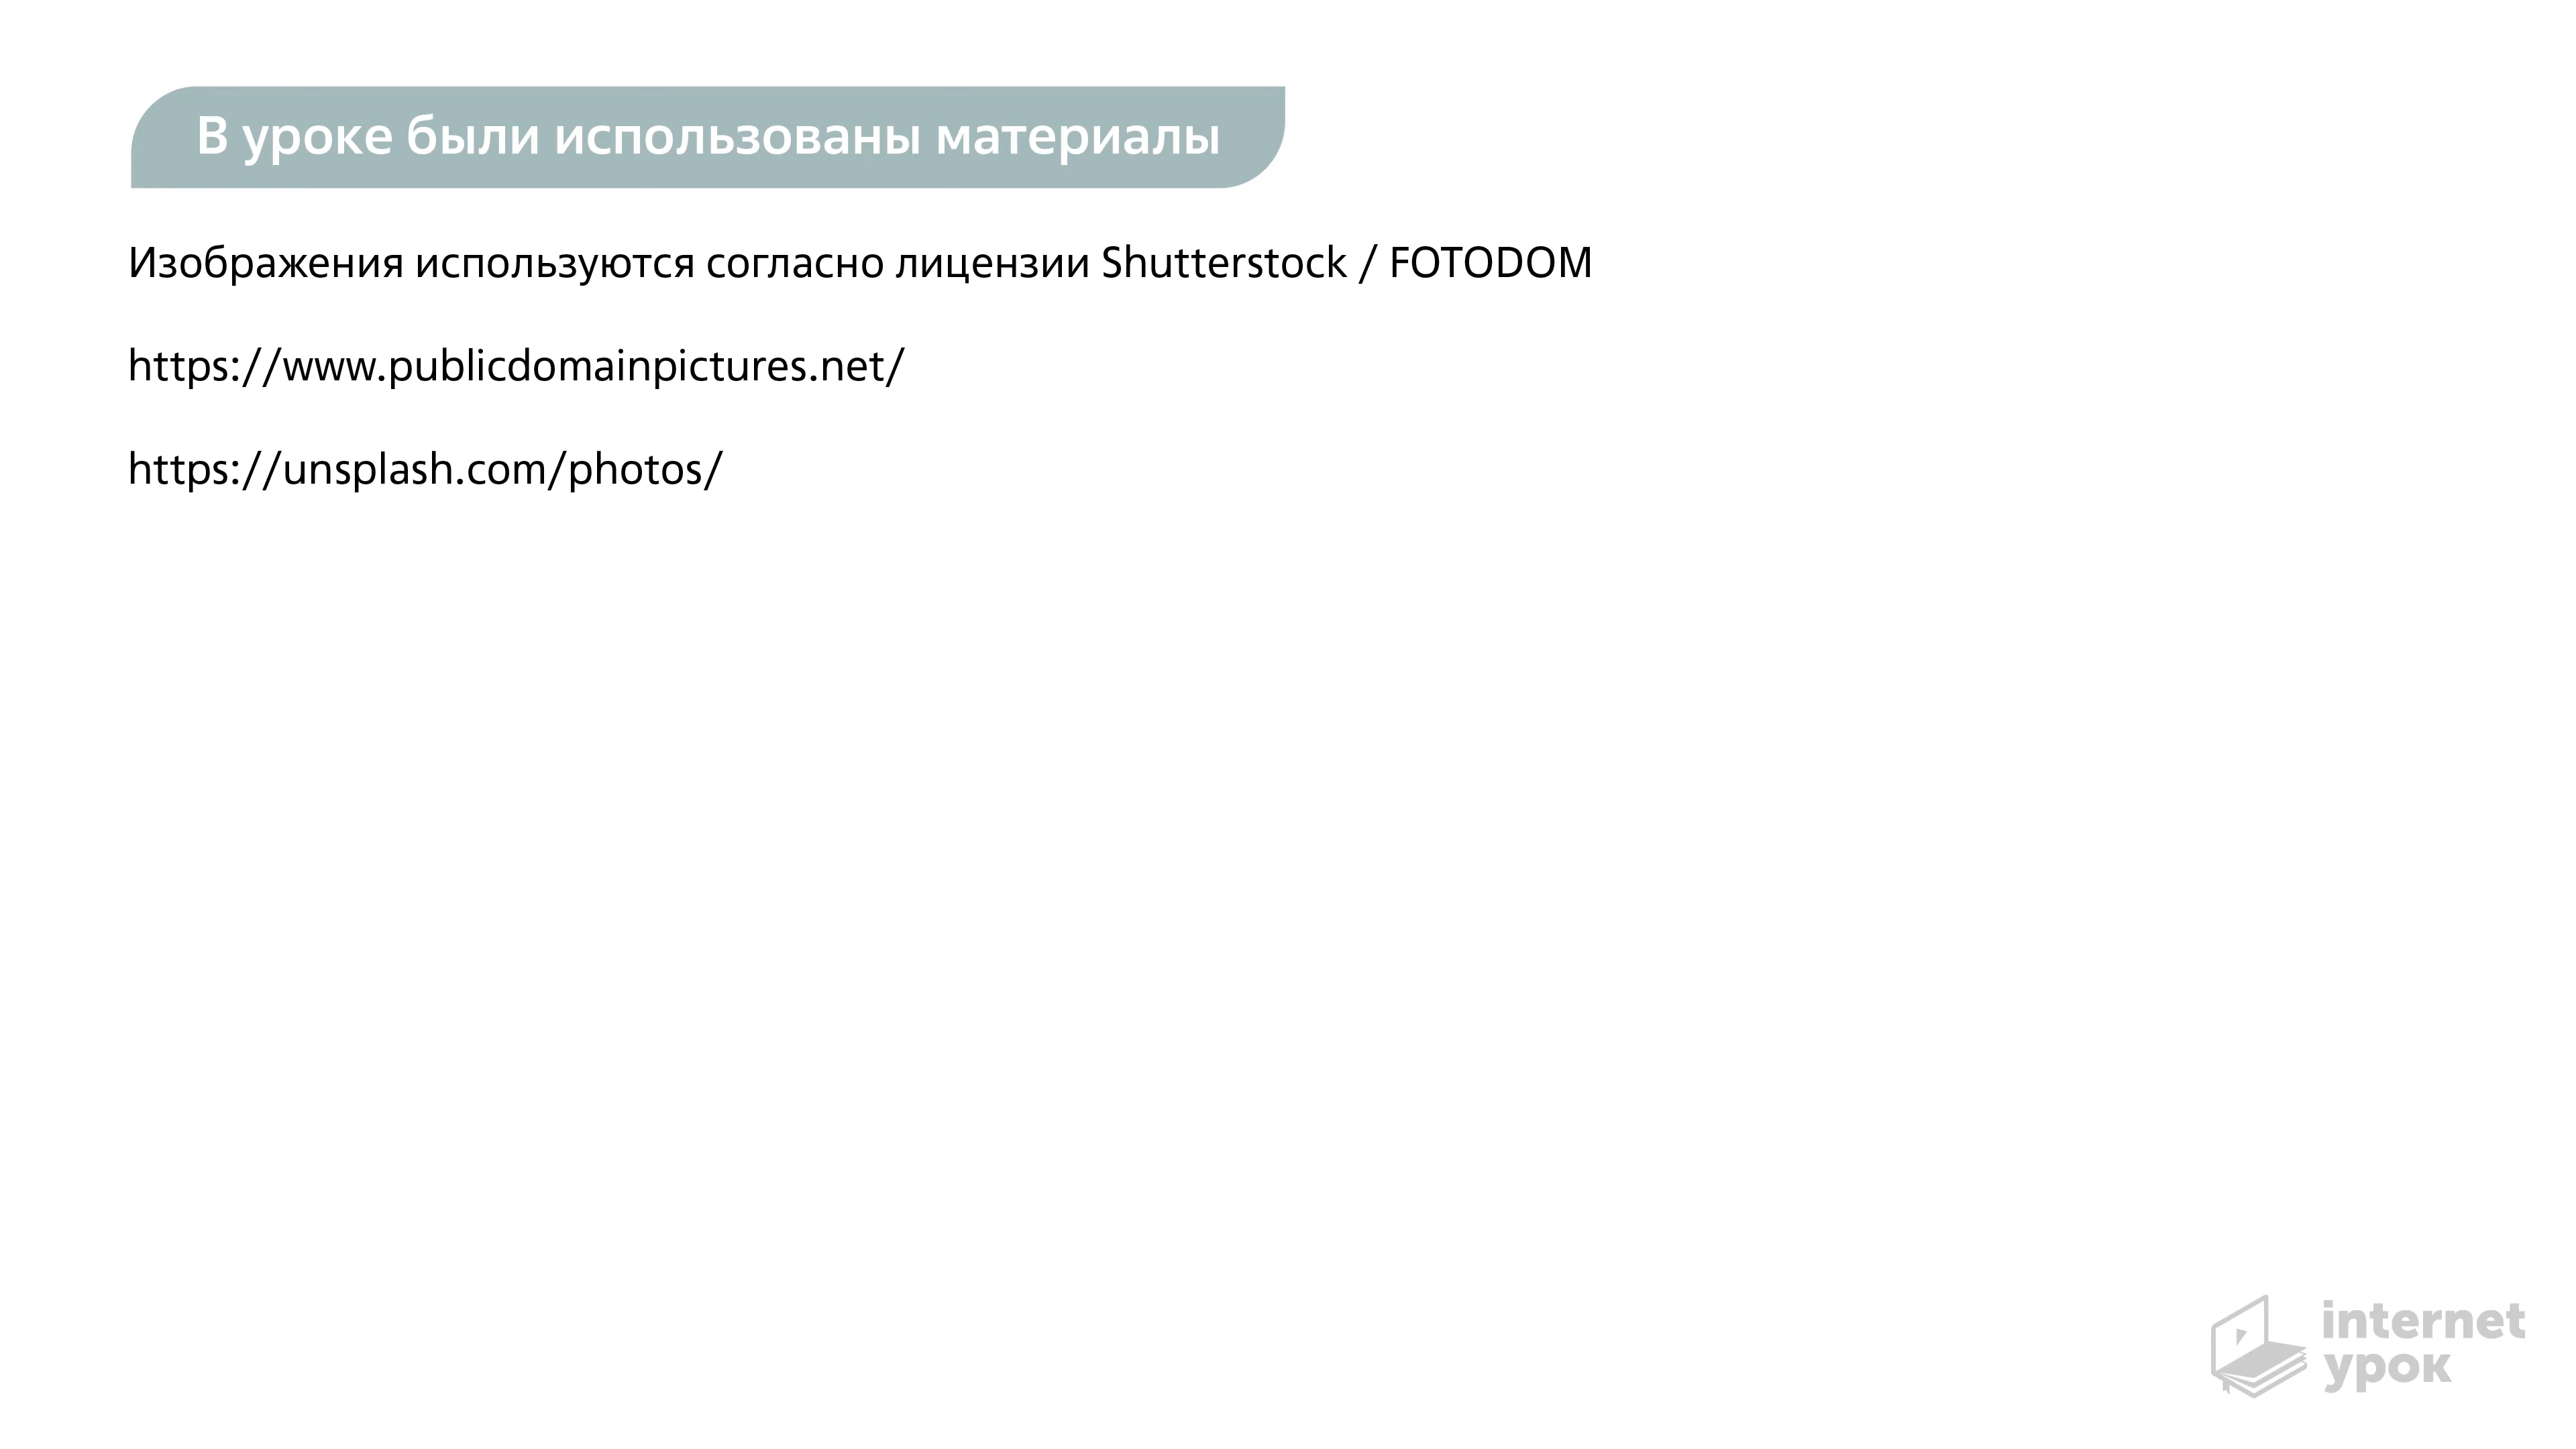 В уроке были использованы материалы
Изображения используются согласно лицензии Shutterstock / FOTODOM
https://www.publicdomainpictures.net/
https://unsplash.com/photos/
internet
урок